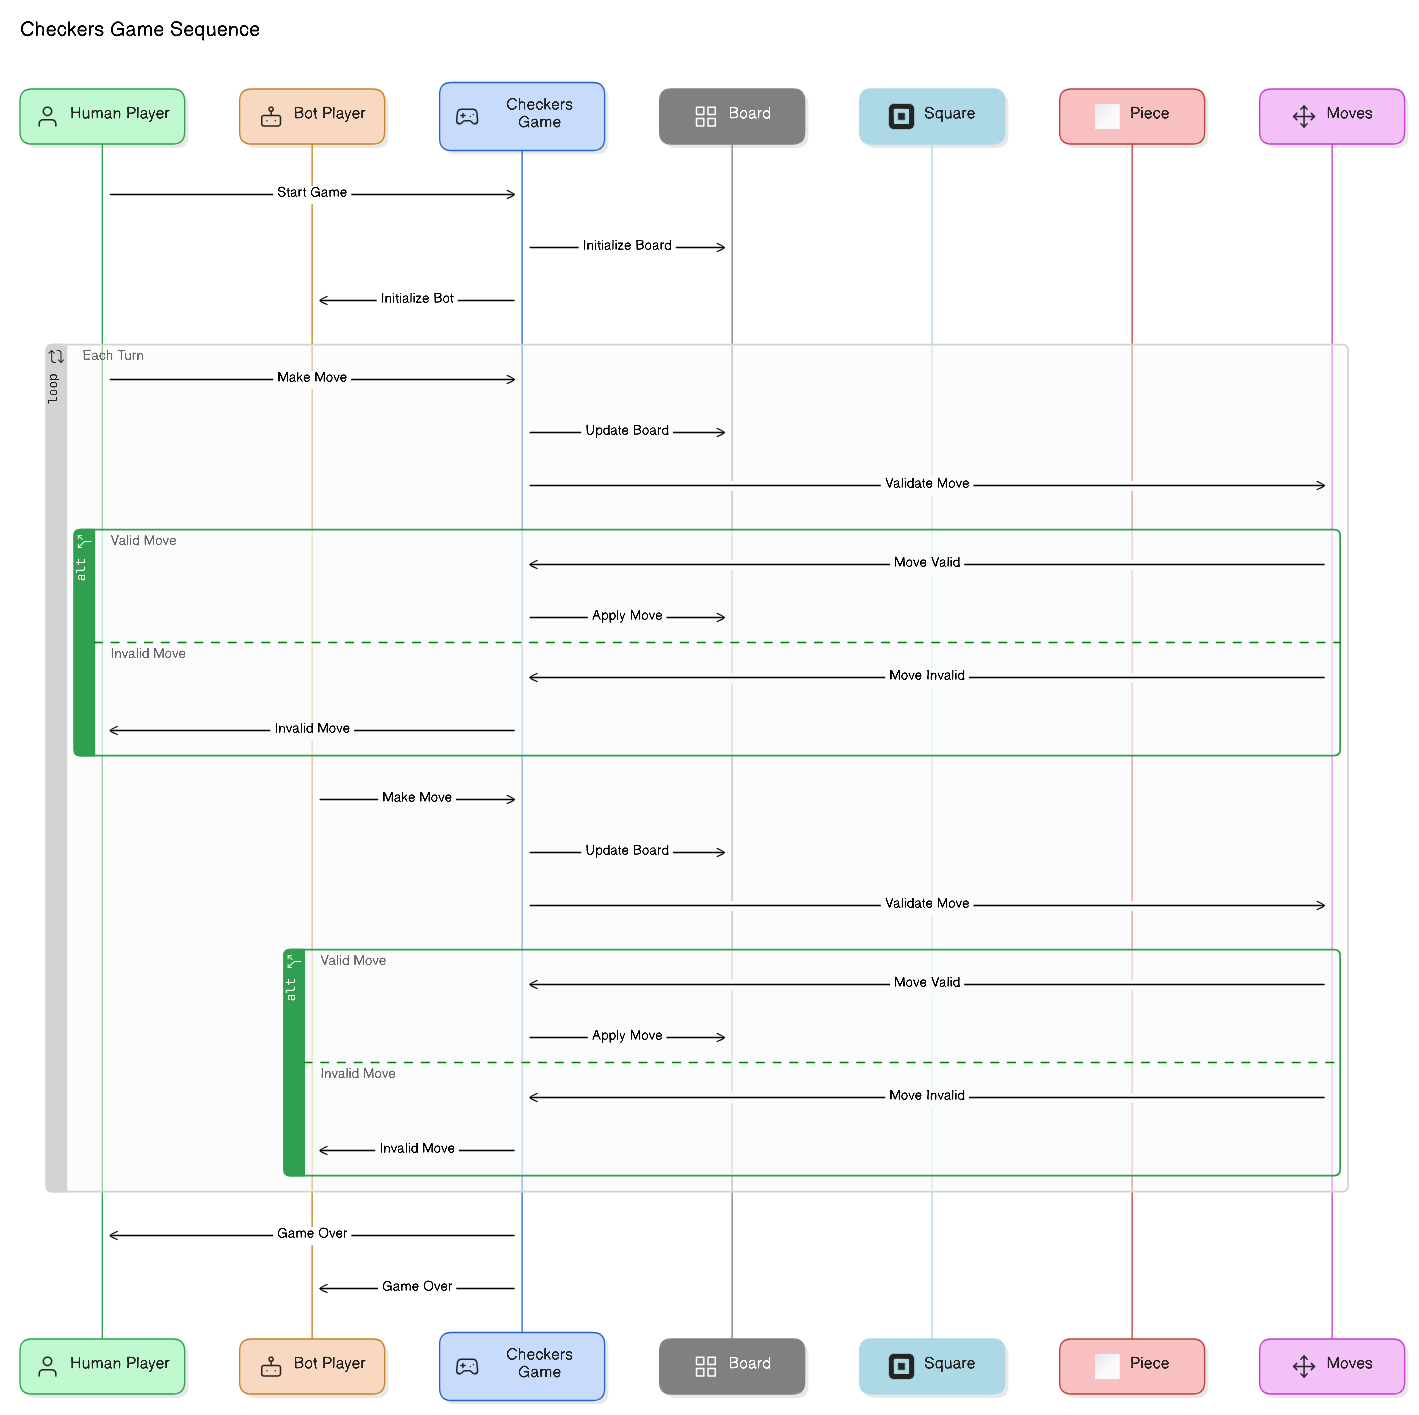 Checkers Game Sequence
Human Player
Bot Player
Checkers
Game
Board
Square
Piece
Moves
Start Game
Initialize Board
Initialize Bot
loop
Each Turn
Make Move
Update Board
Validate Move
alt
Valid Move
Move Valid
Apply Move
Invalid Move
Move Invalid
Invalid Move
Make Move
Update Board
Validate Move
alt
Valid Move
Move Valid
Apply Move
Invalid Move
Move Invalid
Invalid Move
Game Over
Game Over
Human Player
Bot Player
Checkers
Game
Board
Square
Piece
Moves